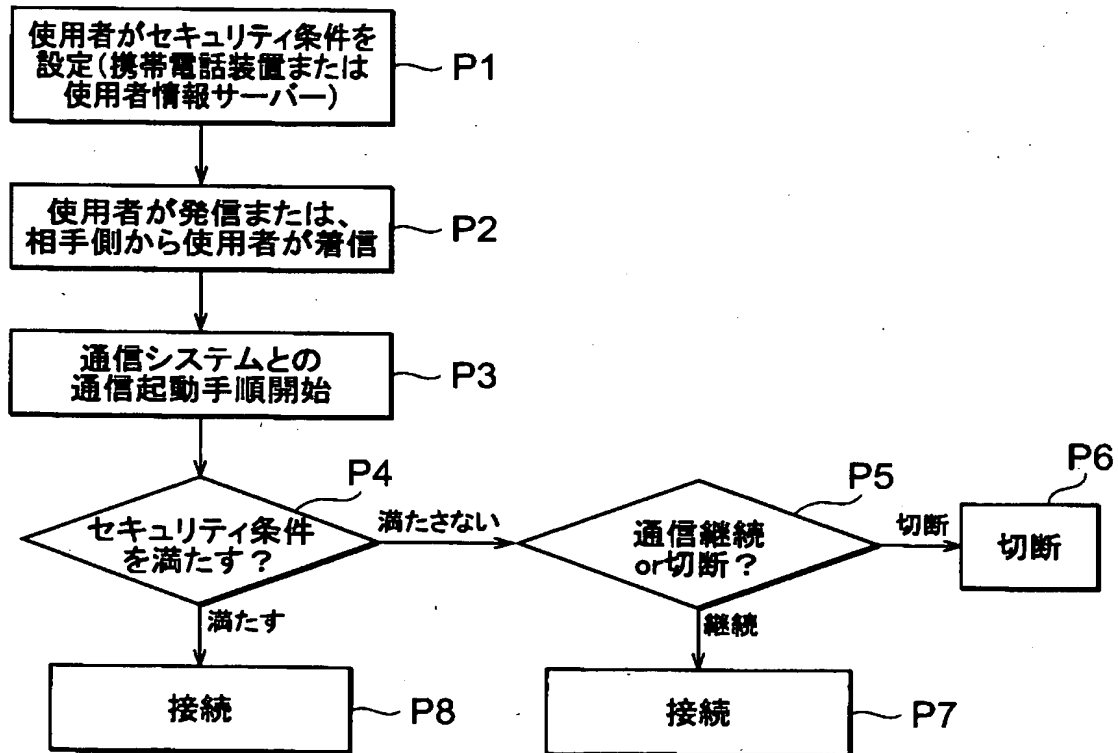 使用者がセキュリティ条件を
設定(携帯電話装置または
使用者情報サーバー)
P1
使用者が発信または、
相手側から使用者が着信
P2
通信システムとの
通信起動手順開始
P3
P4
セキュリティ条件
を満たす?
満たさない
P5
通信継続
or切断?
切断
P6
切断
満たす
継続
接続
P8
接続
P7